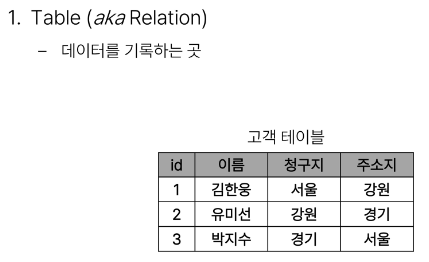 1. Table (aka Relation)
– 데이터를 기록하는 곳
고객 테이블
id 이름 청구지 주소지
1 김한웅 서울 강원
2 유미선 강원 경기
3 박지수 경기 서울